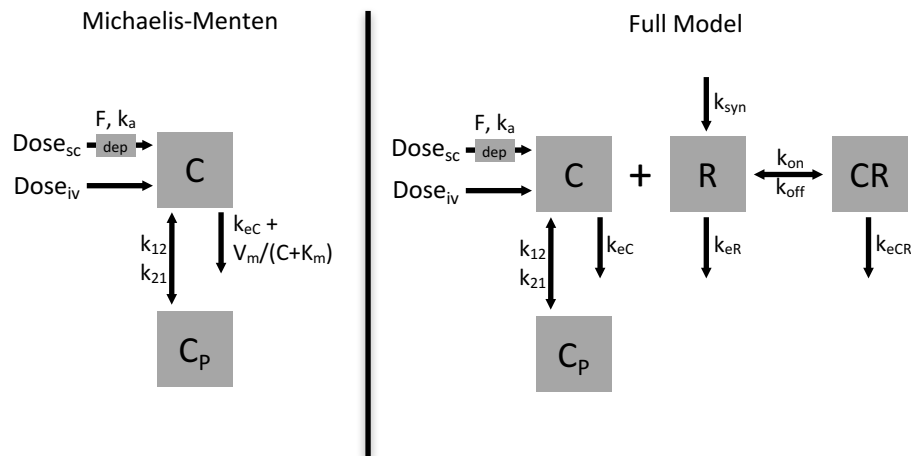 Michaelis-Menten
F, ka
Dosesc
dep
C
Doseiv
keC +
Vm/(C+Km)
k12
k21
CP
Full Model
ksyn
F, ka
Dosesc
dep
C
+
R
kon
koff
CR
Doseiv
k12
k21
keC
keR
keCR
CP